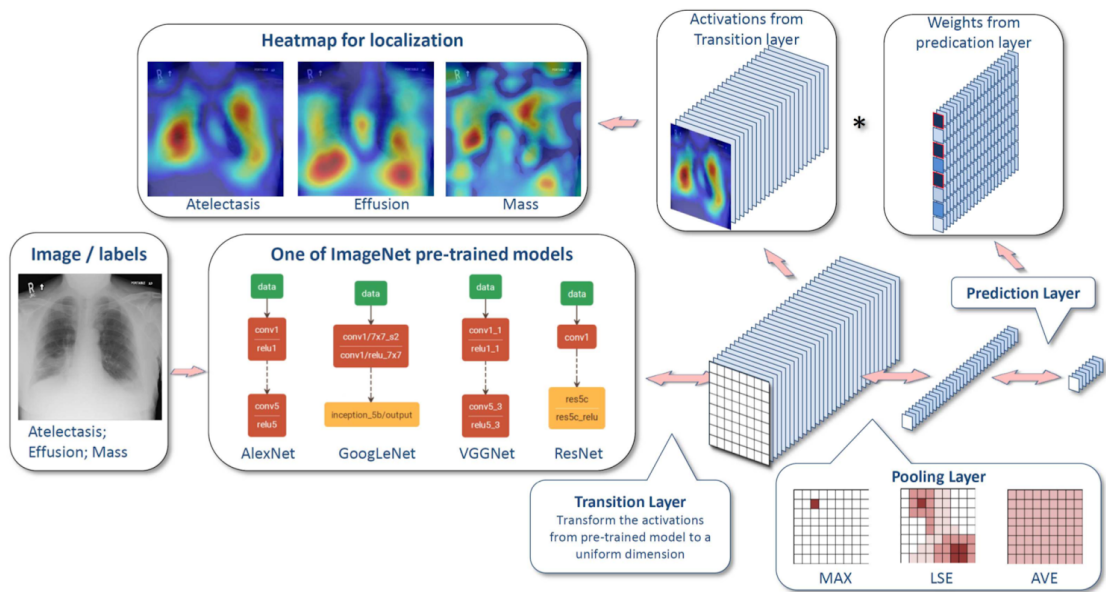 Heatmap for localization
R
Atelectasis
Effusion
Mass
Activations from
Transition layer
*
Weights from
predication layer
Image / labels
R
Atelectasis;
Effusion; Mass
One of ImageNet pre-trained models
data
conv1
relu1
conv5
relu5
AlexNet
data
conv1/7x7_s2
conv1/relu_7x7
inception_5b/output
GoogLeNet
data
conv1_1
relu1_1
conv5_3
relu5_3
VGGNet
data
conv1
res5c
res5c_relu
ResNet
Prediction Layer
Transition Layer
Transform the activations
from pre-trained model to a
uniform dimension
Pooling Layer
MAX
LSE
AVE